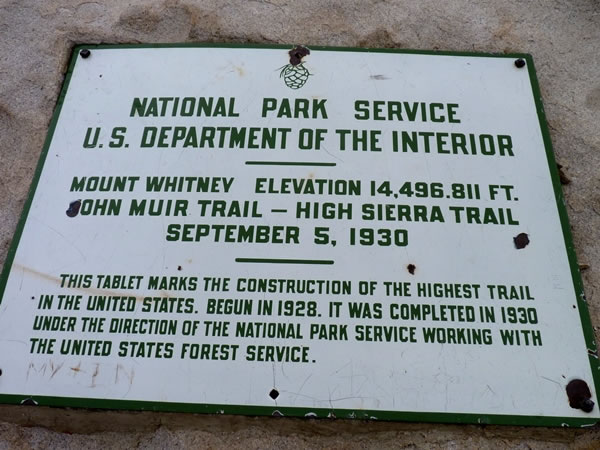 NATIONAL PARK SERVICE
U.S. DEPARTMENT OF THE INTERIOR
MOUNT WHITNEY ELEVATION 14,496.811 FT.
OHN MUIR TRAIL — HIGH SIERRA TRAIL
SEPTEMBER 5, 1930
THIS TABLET MARKS THE CONSTRUCTION OF THE HIGHEST TRAIL
IN THE UNITED STATES. BEGUN IN 1928. IT WAS COMPLETED IN 1930
UNDER THE DIRECTION OF THE NATIONAL PARK SERVICE WORKING WITH
THE UNITED STATES FOREST SERVICE.